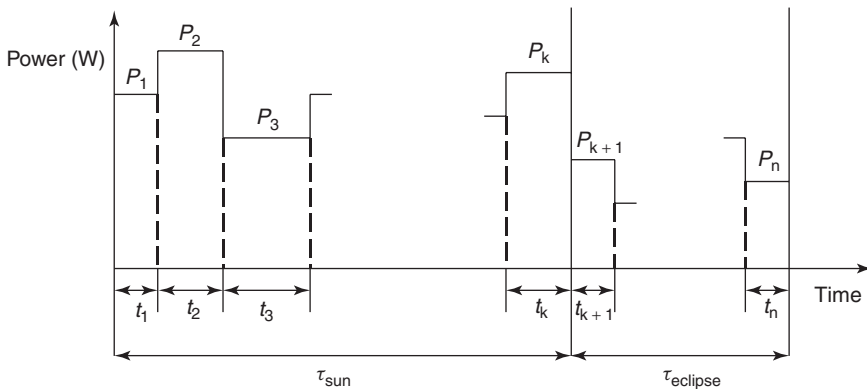 Power (W)
P1
P2
P3
Pk
Pk + 1
Pn
t1
t2
t3
tk
tk + 1
tn
Time
τsun
τeclipse